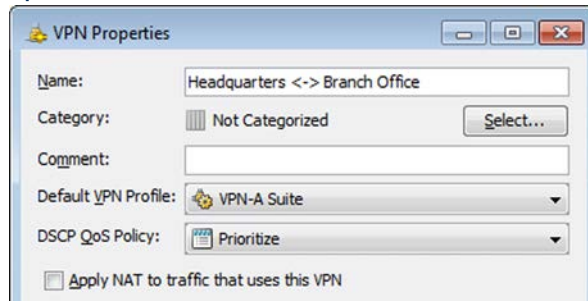 VPN Properties
Name: Headquarters <-> Branch Office
Category: Not Categorized Select...
Comment:
Default VPN Profile: VPN-A Suite
DSCP QoS Policy: Prioritize
Apply NAT to traffic that uses this VPN